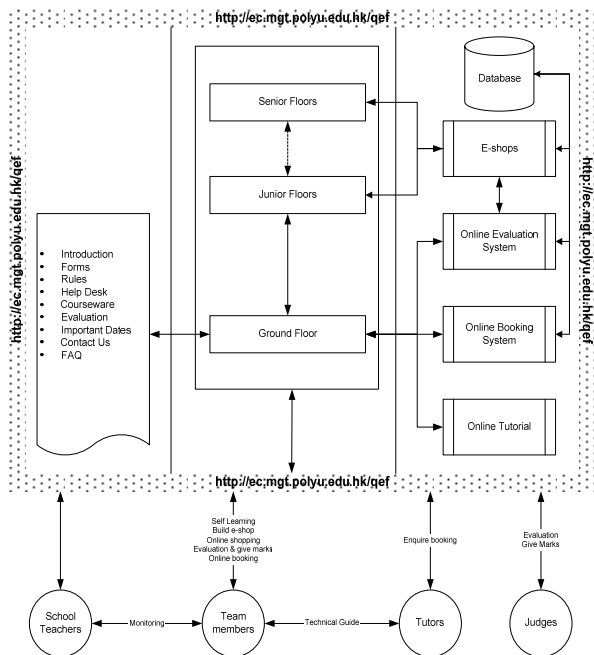 http://ec.mgt.polyu.edu.hk/qef
http://ec.mgt.polyu.edu.hk/qef
http://ec.mgt.polyu.edu.hk/qef
Database
Senior Floors
E-shops
Junior Floors
Online Evaluation
System
• Introduction
• Forms
• Rules
• Help Desk
• Courseware
• Evaluation
• Important Dates
• Contact Us
• FAQ
Ground Floor
Online Booking
System
Online Tutorial
http://ec.mgt.polyu.edu.hk/qef
Self Learning
Build e-shop
Online shopping
Evaluation & give marks
Online booking
Enquire booking
Evaluation
Give Marks
School
Teachers
Monitoring
Team
members
Technical Guide
Tutors
Judges